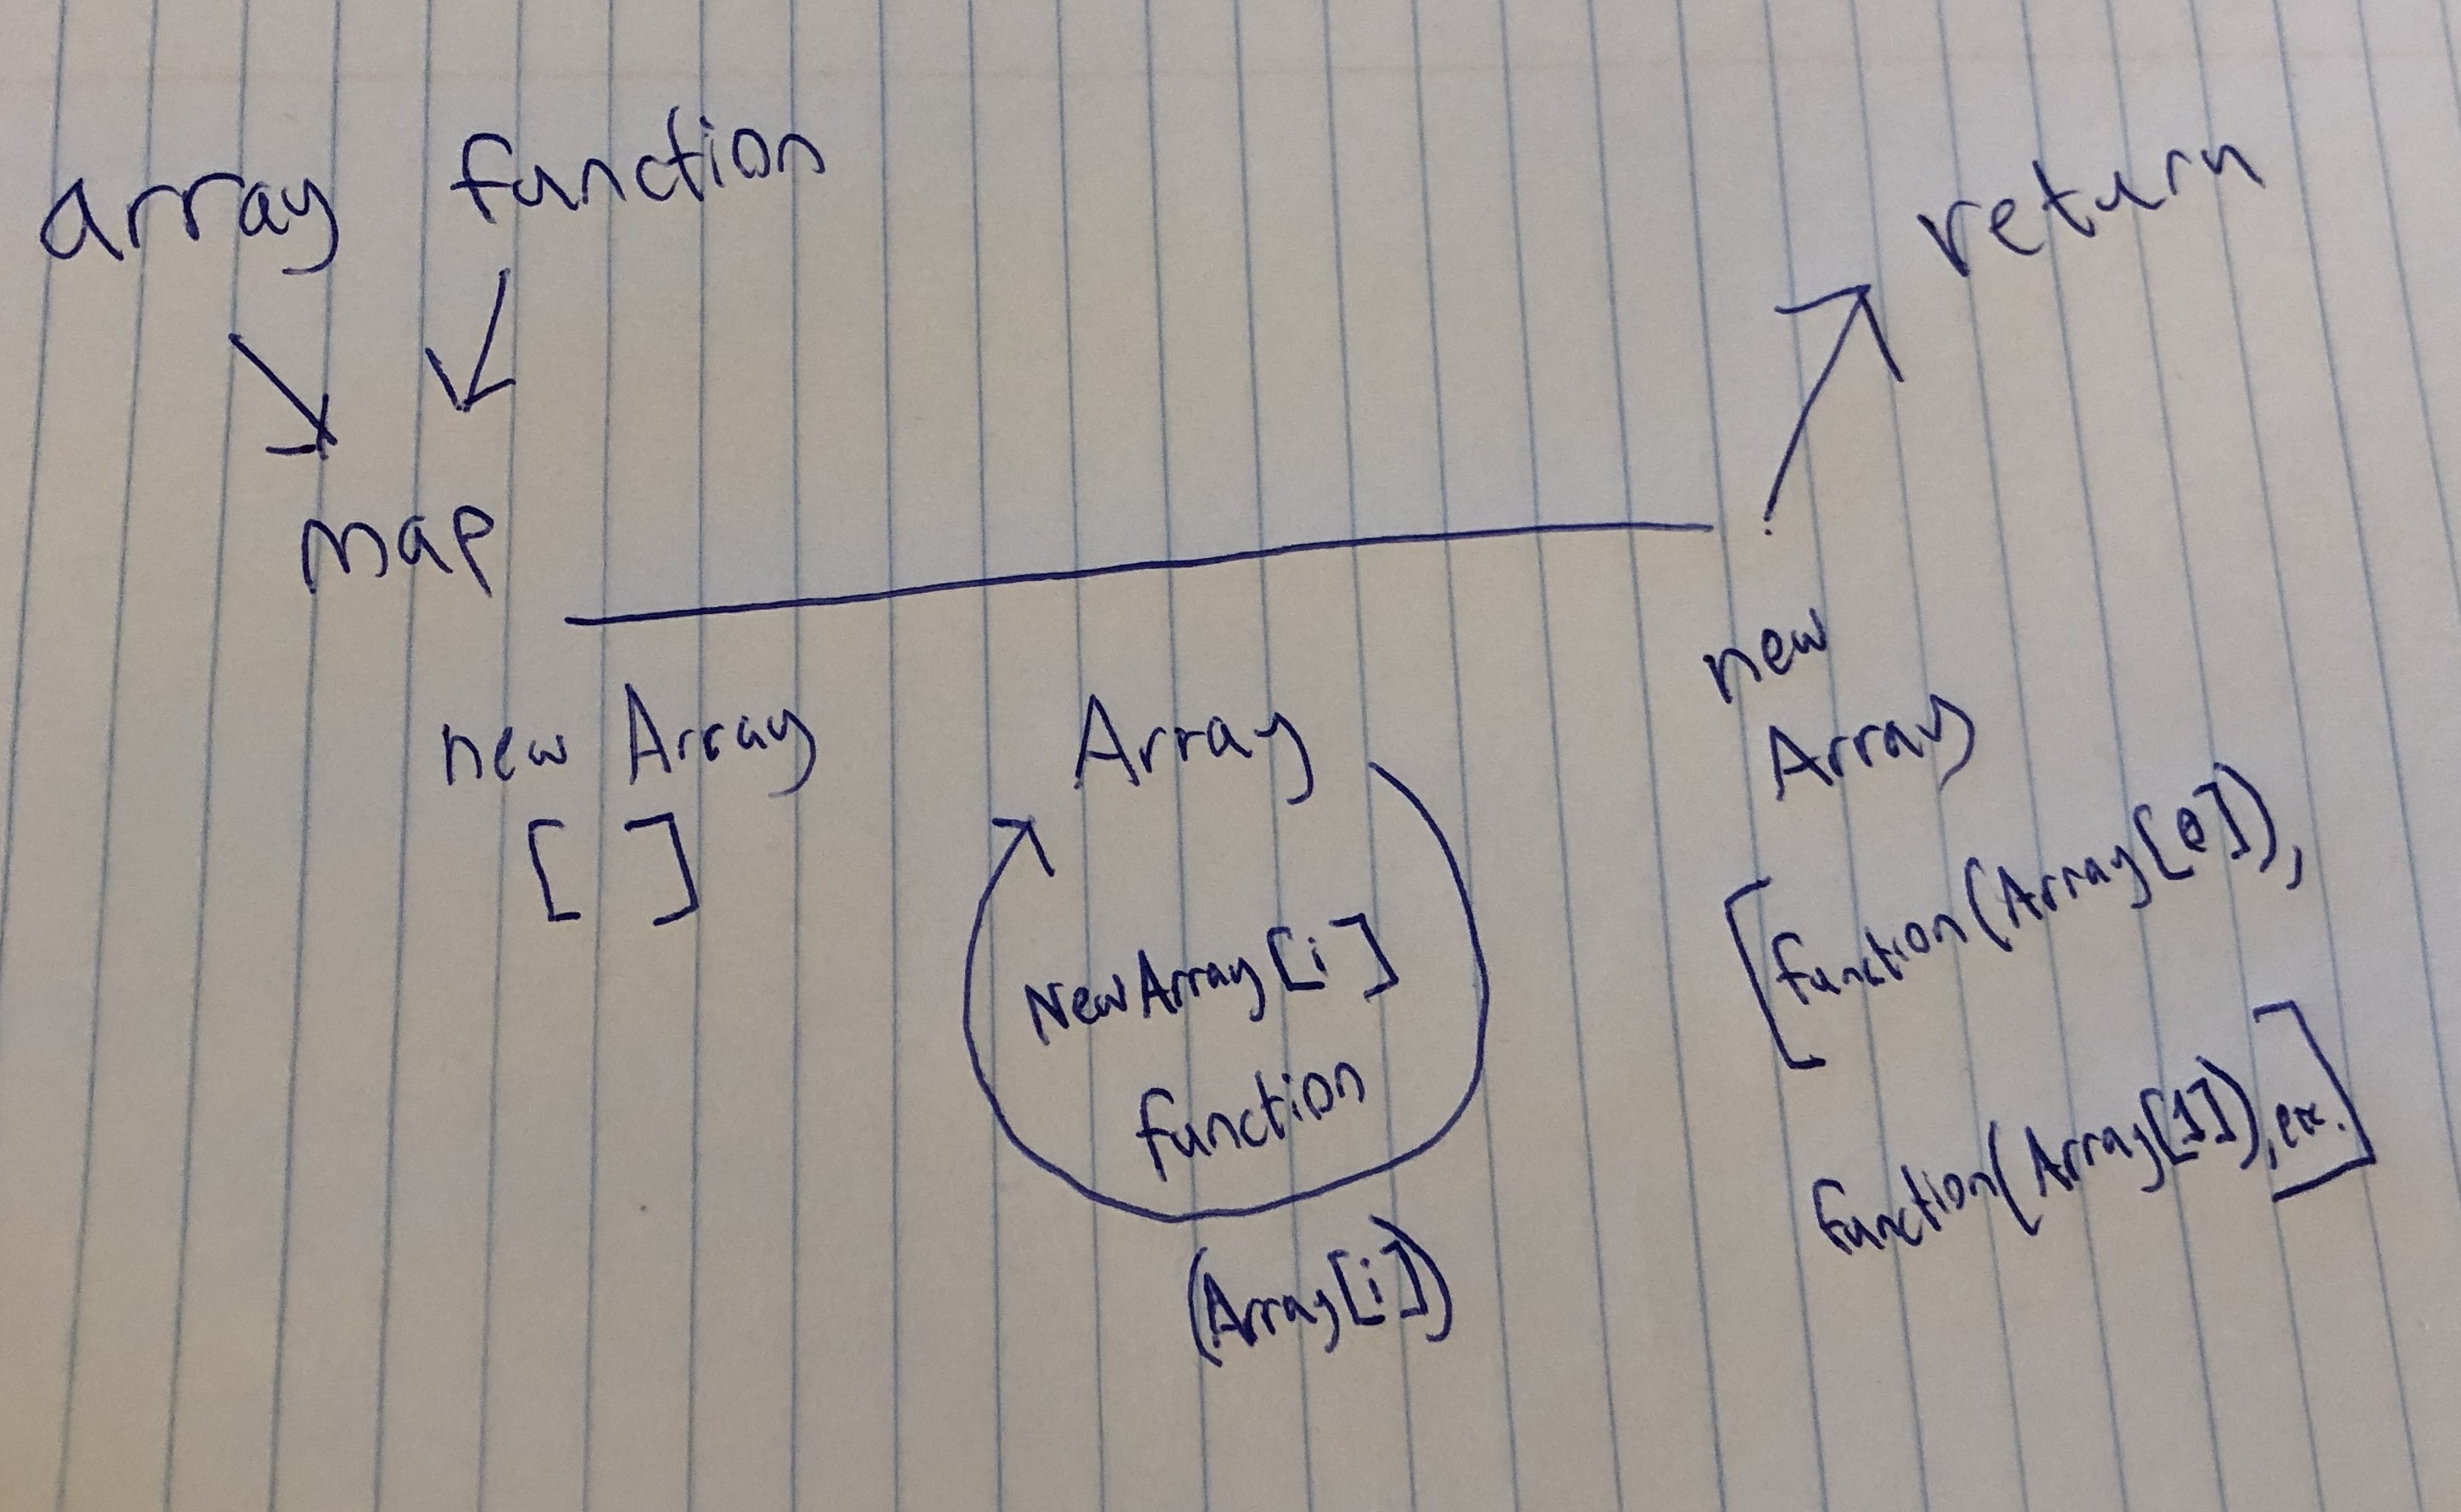 array function
return
map
new Array
[ ]
Array
NewArray[i]
function
(Array[i])
new
Array
[function(Array[0]),
function(Array[1]), etc.]